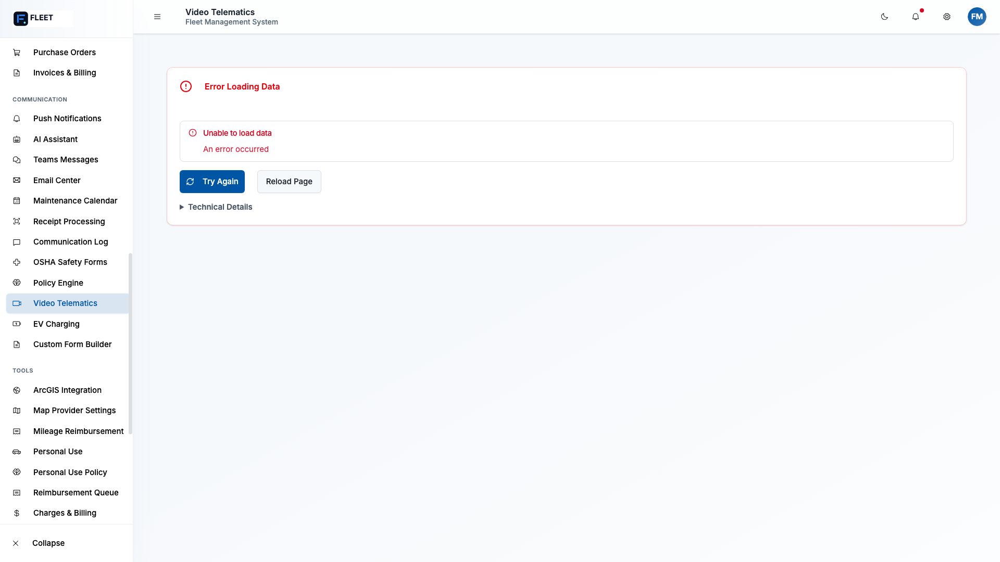 FLEET
Video Telematics
Fleet Management System
FM
Purchase Orders
Invoices & Billing
COMMUNICATION
Push Notifications
AI Assistant
Teams Messages
Email Center
Maintenance Calendar
Receipt Processing
Communication Log
OSHA Safety Forms
Policy Engine
Video Telematics
EV Charging
Custom Form Builder
TOOLS
ArcGIS Integration
Map Provider Settings
Mileage Reimbursement
Personal Use
Personal Use Policy
Reimbursement Queue
Charges & Billing
Collapse
Error Loading Data
Unable to load data
An error occurred
Try Again
Reload Page
Technical Details